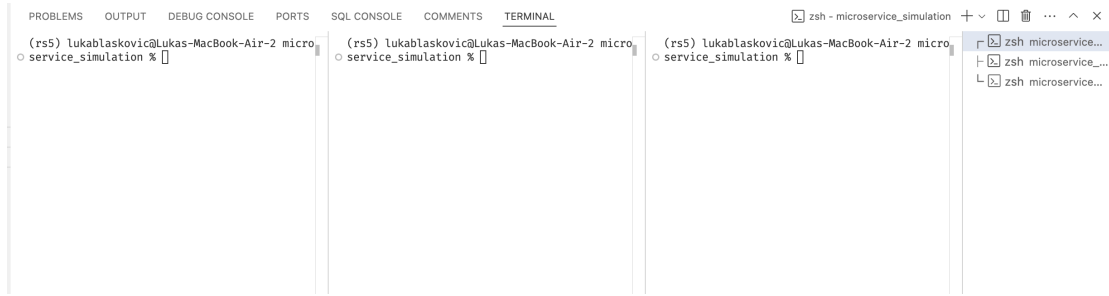 PROBLEMS OUTPUT DEBUG CONSOLE PORTS SQL CONSOLE COMMENTS TERMINAL zsh - microservice_simulation
(rs5) lukablaskovic@Lukas-MacBook-Air-2 micro
service_simulation %
(rs5) lukablaskovic@Lukas-MacBook-Air-2 micro
service_simulation %
(rs5) lukablaskovic@Lukas-MacBook-Air-2 micro
service_simulation %
zsh microservice...
zsh microservice_...
zsh microservice...